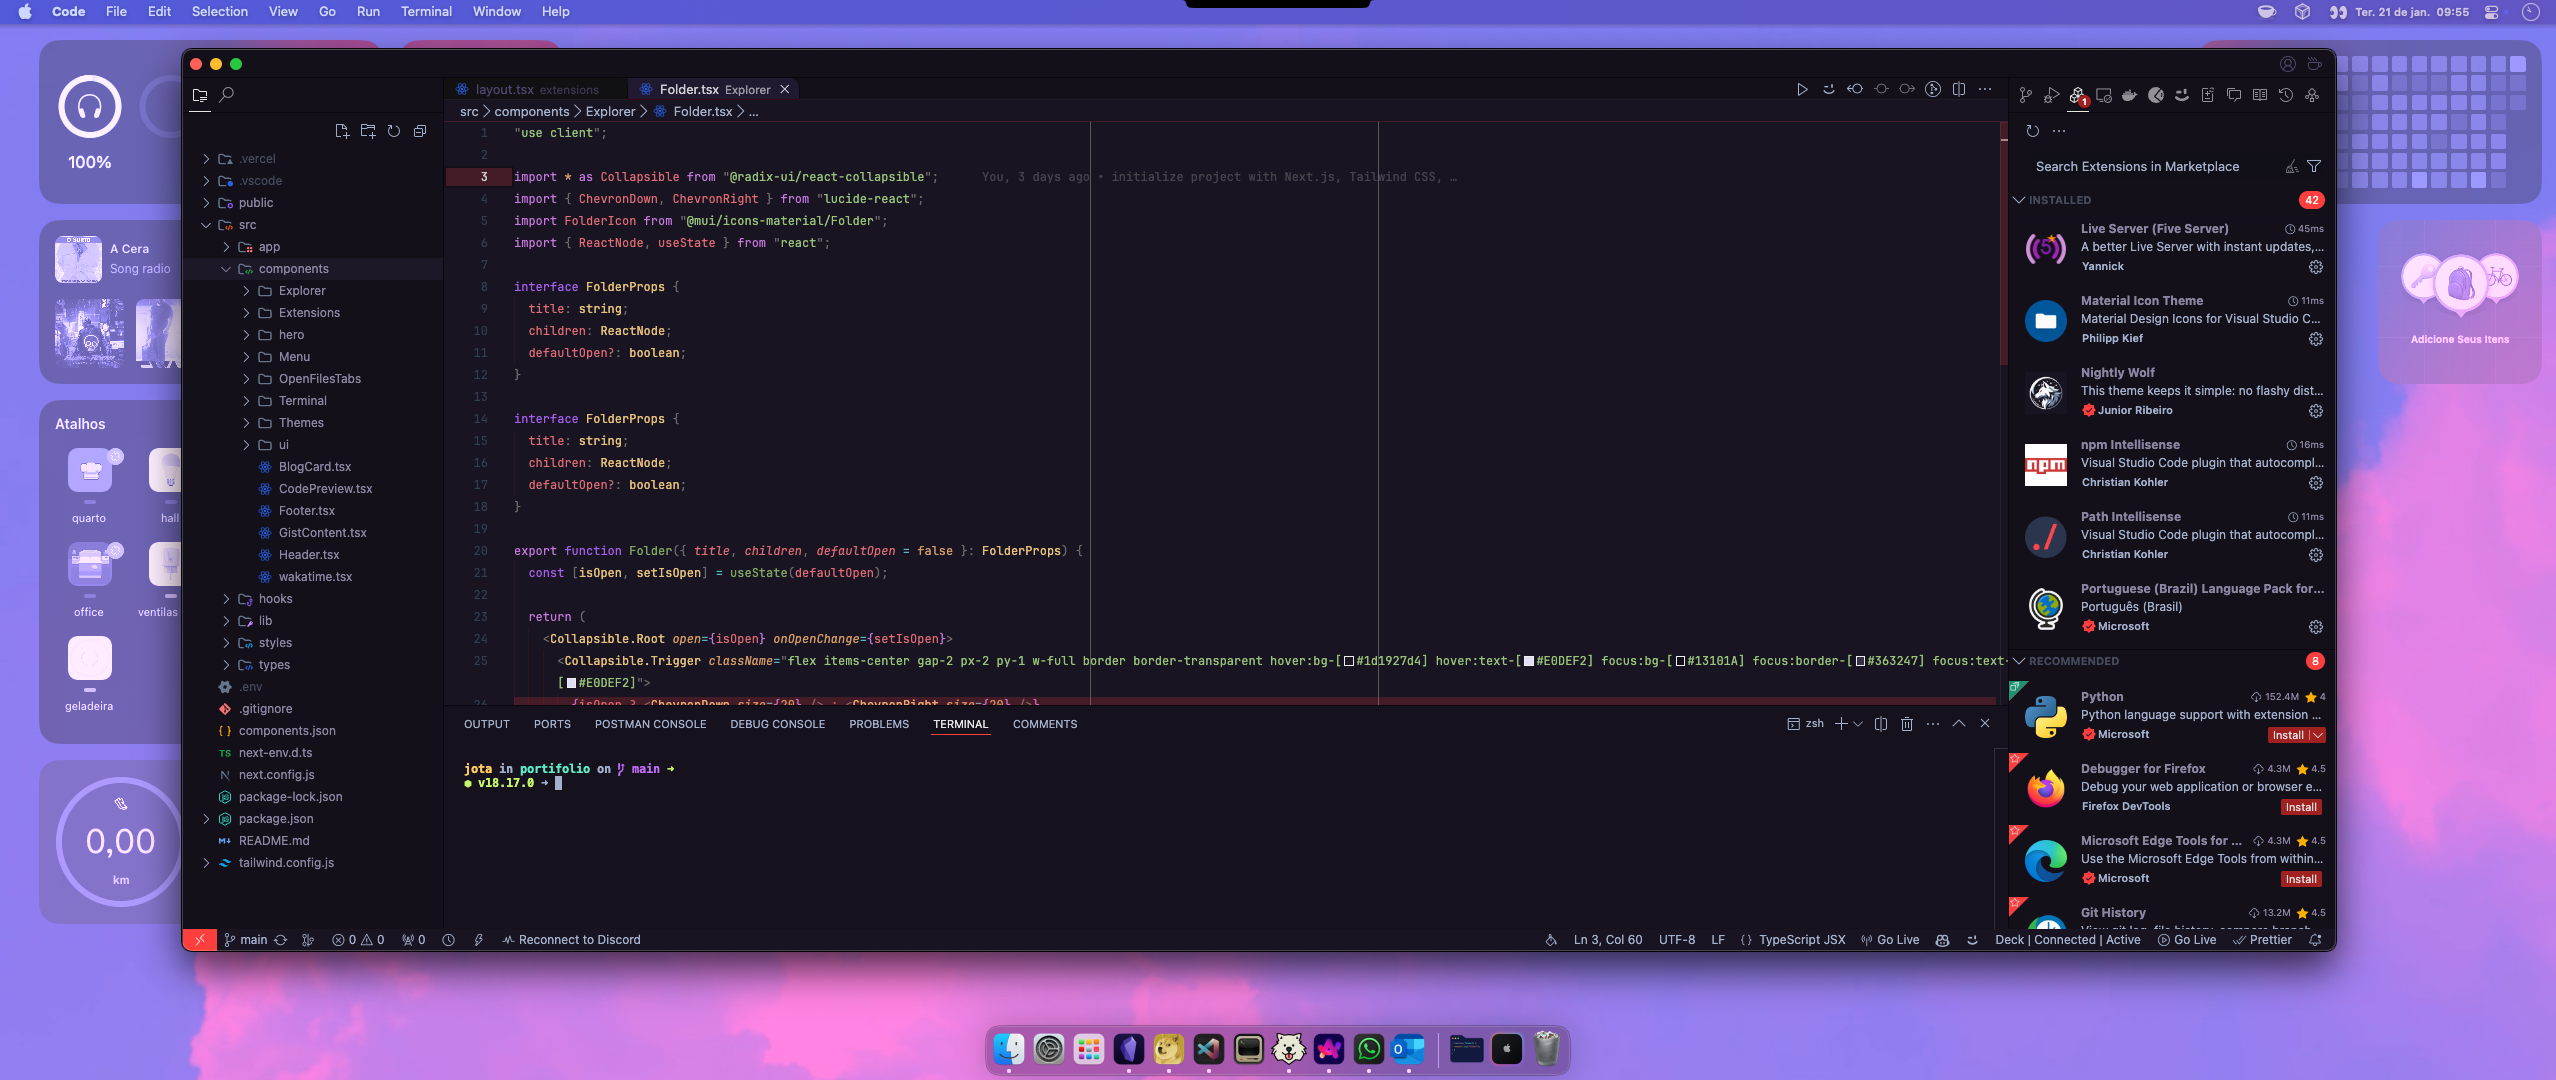 Code File Edit Selection View Go Run Terminal Window Help
Ter. 21 de jan. 09:55
100%
A Cera
Song radio
Atalhos
quarto
hall
office
ventilas
geladeira
0,00
km
.vercel
.vscode
public
src
app
components
Explorer
Extensions
hero
Menu
OpenFilesTabs
Terminal
Themes
ui
BlogCard.tsx
CodePreview.tsx
Footer.tsx
GistContent.tsx
Header.tsx
wakatime.tsx
hooks
lib
styles
types
.env
.gitignore
components.json
next-env.d.ts
next.config.js
package-lock.json
package.json
README.md
tailwind.config.js
layout.tsx extensions
Folder.tsx Explorer
src > components > Explorer > Folder.tsx > ...
1 "use client";
2
3 import * as Collapsible from "@radix-ui/react-collapsible"; You, 3 days ago • initialize project with Next.js, Tailwind CSS, …
4 import { ChevronDown, ChevronRight } from "lucide-react";
5 import FolderIcon from "@mui/icons-material/Folder";
6 import { ReactNode, useState } from "react";
7
8 interface FolderProps {
9 title: string;
10 children: ReactNode;
11 defaultOpen?: boolean;
12 }
13
14 interface FolderProps {
15 title: string;
16 children: ReactNode;
17 defaultOpen?: boolean;
18 }
19
20 export function Folder({ title, children, defaultOpen = false }: FolderProps) {
21 const [isOpen, setIsOpen] = useState(defaultOpen);
22
23 return (
24 <Collapsible.Root open={isOpen} onOpenChange={setIsOpen}>
25 <Collapsible.Trigger className="flex items-center gap-2 px-2 py-1 w-full border border-transparent hover:bg-[#1d1927d4] hover:text-[#E0DEF2] focus:bg-[#13101A] focus:border-[#363247] focus:text-
[#E0DEF2]">
26 {isOpen ? <ChevronDown size={20} /> : <ChevronRight size={20} />}
OUTPUT PORTS POSTMAN CONSOLE DEBUG CONSOLE PROBLEMS TERMINAL COMMENTS
zsh
jota in portifolio on main →
v18.17.0 →
1
Search Extensions in Marketplace
INSTALLED 42
Live Server (Five Server) 45ms
A better Live Server with instant updates,...
Yannick
Material Icon Theme 11ms
Material Design Icons for Visual Studio C...
Philipp Kief
Nightly Wolf
This theme keeps it simple: no flashy dist...
Junior Ribeiro
npm
npm Intellisense 16ms
Visual Studio Code plugin that autocompl...
Christian Kohler
Path Intellisense 11ms
Visual Studio Code plugin that autocompl...
Christian Kohler
Portuguese (Brazil) Language Pack for...
Português (Brasil)
Microsoft
RECOMMENDED 8
Python 152.4M 4
Python language support with extension ...
Microsoft Install
Debugger for Firefox 4.3M 4.5
Debug your web application or browser e...
Firefox DevTools Install
Microsoft Edge Tools for ... 4.3M 4.5
Use the Microsoft Edge Tools from within...
Microsoft Install
Git History 13.2M 4.5
View git log, file history, compare branch...
Adicione Seus Itens
main 0 0 0 Reconnect to Discord
Ln 3, Col 60 UTF-8 LF {} TypeScript JSX Go Live Deck | Connected | Active Go Live Prettier